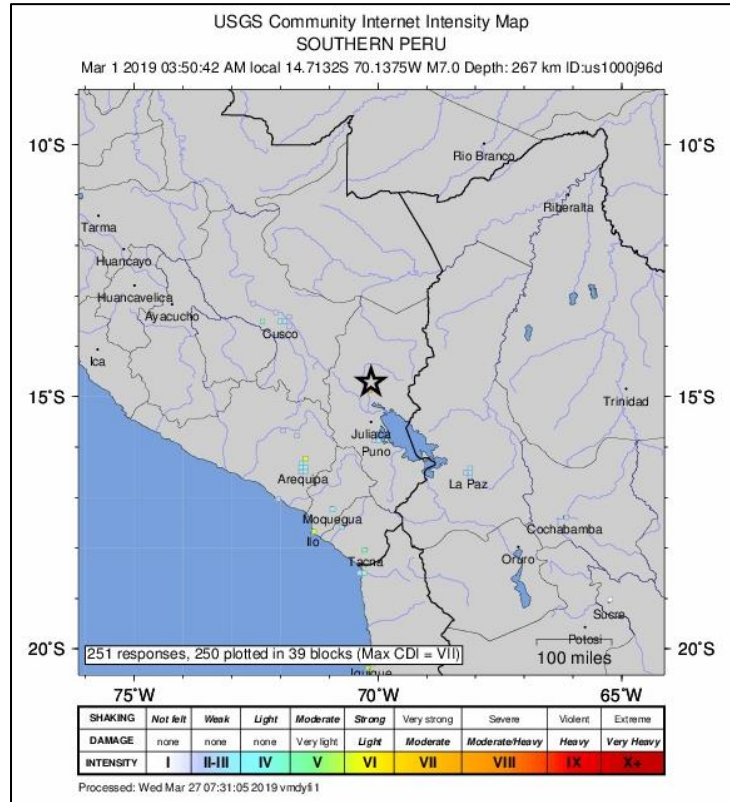 USGS Community Internet Intensity Map
SOUTHERN PERU
Mar 1 2019 03:50:42 AM local 14.7132S 70.1375W M7.0 Depth: 267 km ID:us1000j96d
10°S
10°S
Rio Branco
Riberalta
Tarma
Huancayo
Huancavelica
Ayacucho
Cusco
Ica
15°S
15°S
Trinidad
Juliaca
Puno
Arequipa
La Paz
Moquegua
Ilo
Cochabamba
Tacna
Oruro
Sucre
Potosi
20°S
20°S
251 responses, 250 plotted in 39 blocks (Max CDI = VII)
100 miles
Iquique
75°W
70°W
65°W
SHAKING Not felt Weak Light Moderate Strong Very strong Severe Violent Extreme
DAMAGE none none none Very light Light Moderate Moderate/Heavy Heavy Very Heavy
INTENSITY I II-III IV V VI VII VIII IX X+
Processed: Wed Mar 27 07:31:05 2019 vmdyfi1